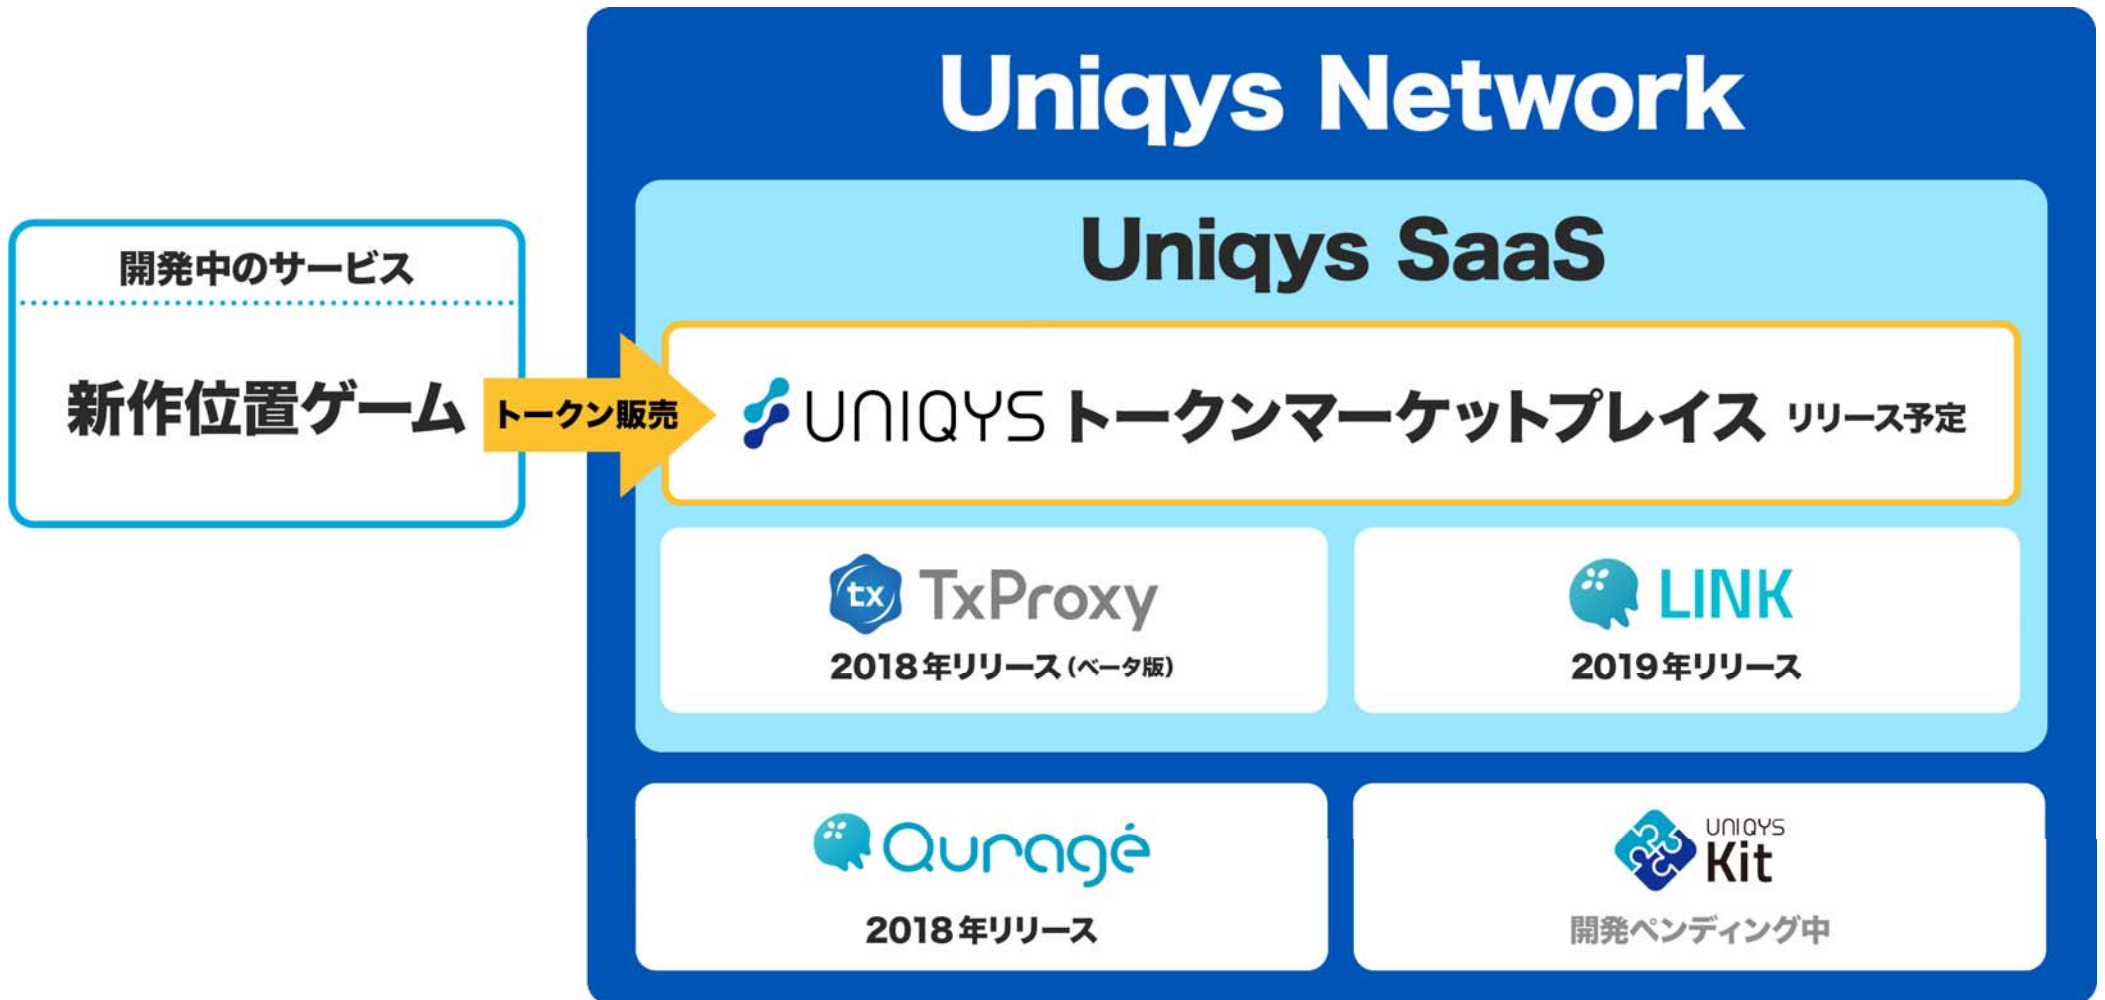 Uniqys Network
Uniqys SaaS
開発中のサービス
新作位置ゲーム
トークン販売
UNIQYS トークンマーケットプレイス リリース予定
tx TxProxy
2018年リリース（ベータ版）
LINK
2019年リリース
Quragé
2018年リリース
UNIQYS
Kit
開発ペンディング中